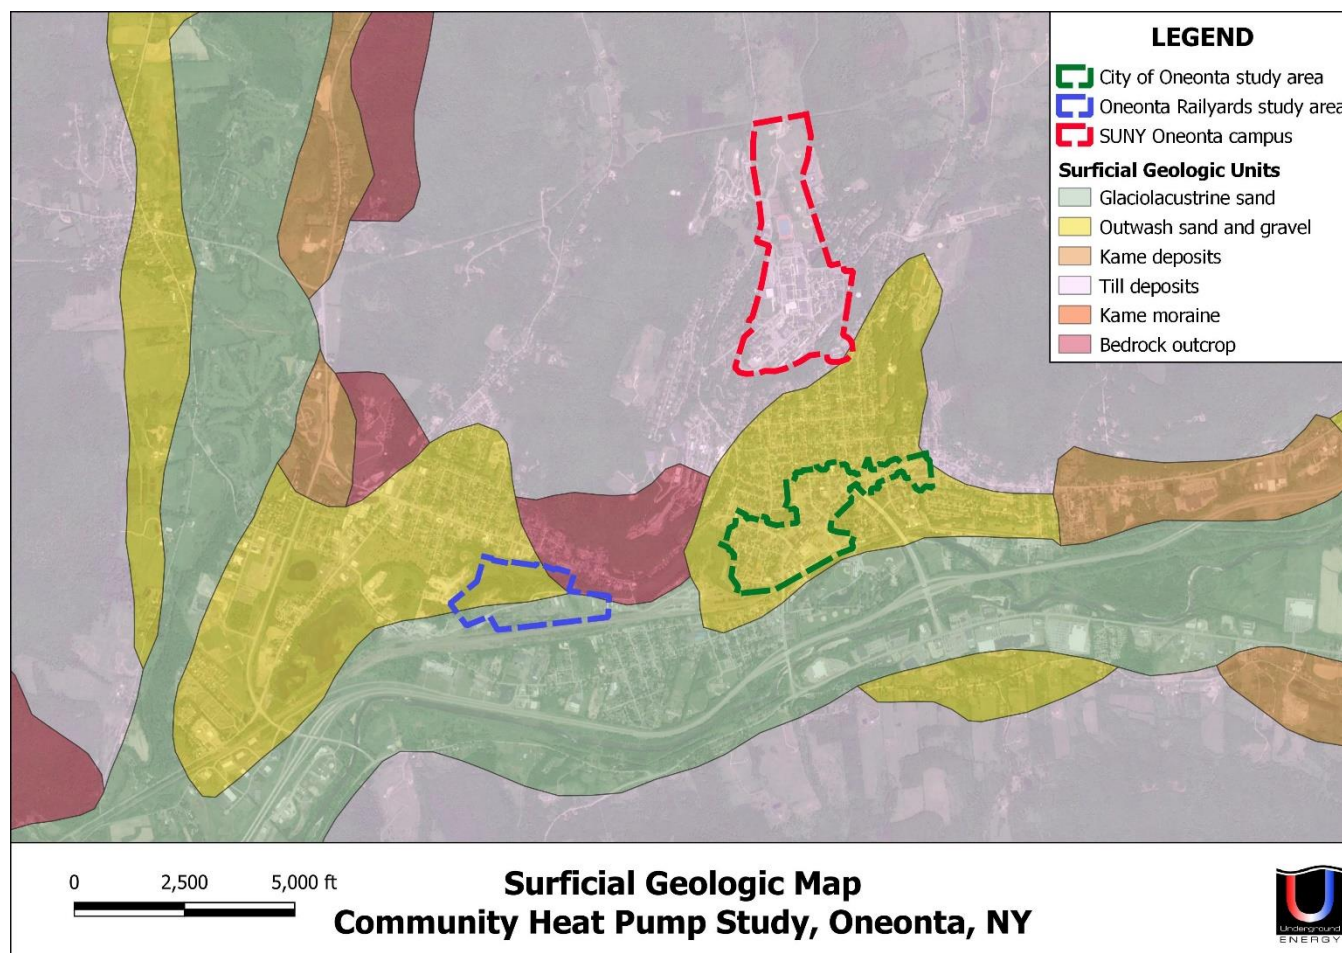 LEGEND
City of Oneonta study area
Oneonta Railyards study area
SUNY Oneonta campus
Surficial Geologic Units
Glaciolacustrine sand
Outwash sand and gravel
Kame deposits
Till deposits
Kame moraine
Bedrock outcrop
0 2,500 5,000 ft
Surficial Geologic Map
Community Heat Pump Study, Oneonta, NY
Underground
ENERGY